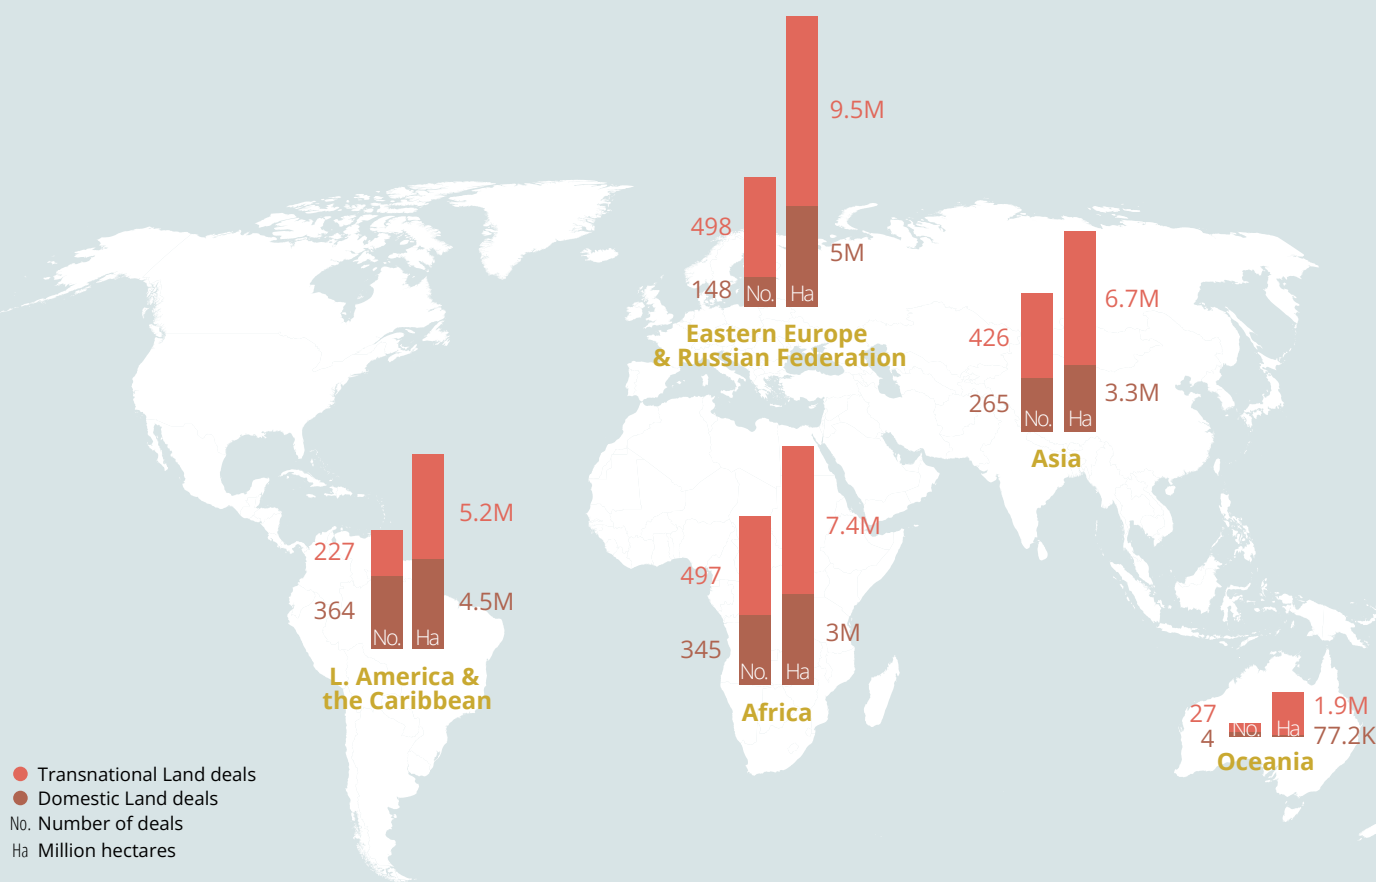 9.5M
498
5M
148
No.
Ha
Eastern Europe
& Russian Federation
6.7M
426
3.3M
265
No.
Ha
Asia
5.2M
227
4.5M
364
No.
Ha
L. America &
the Caribbean
7.4M
497
3M
345
No.
Ha
Africa
27
1.9M
4
77.2K
No.
Ha
Oceania
Transnational Land deals
Domestic Land deals
No. Number of deals
Ha Million hectares